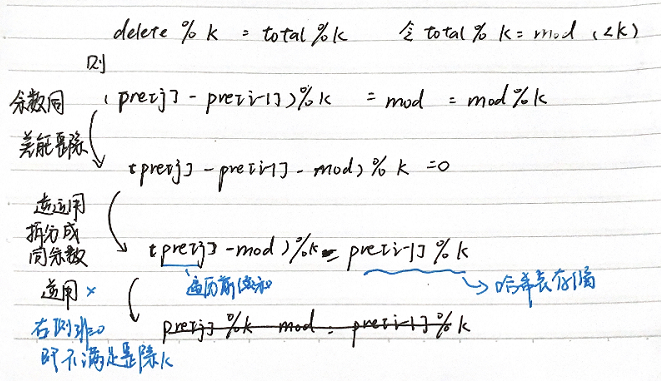 delete % k = total % k 令 total % k = mod (<k)
则
余数同 (pre[j] - pre[i-1]) % k = mod = mod % k
差能整除
(pre[j] - pre[i-1] - mod) % k = 0
逆运用
拆分成
同余数 (pre[j] - mod) % k = pre[i-1] % k
逆用 × 遍历前缀和 → 哈希表存储
右侧非0 pre[j] % k - mod = pre[i-1] % k
即不满足整除k